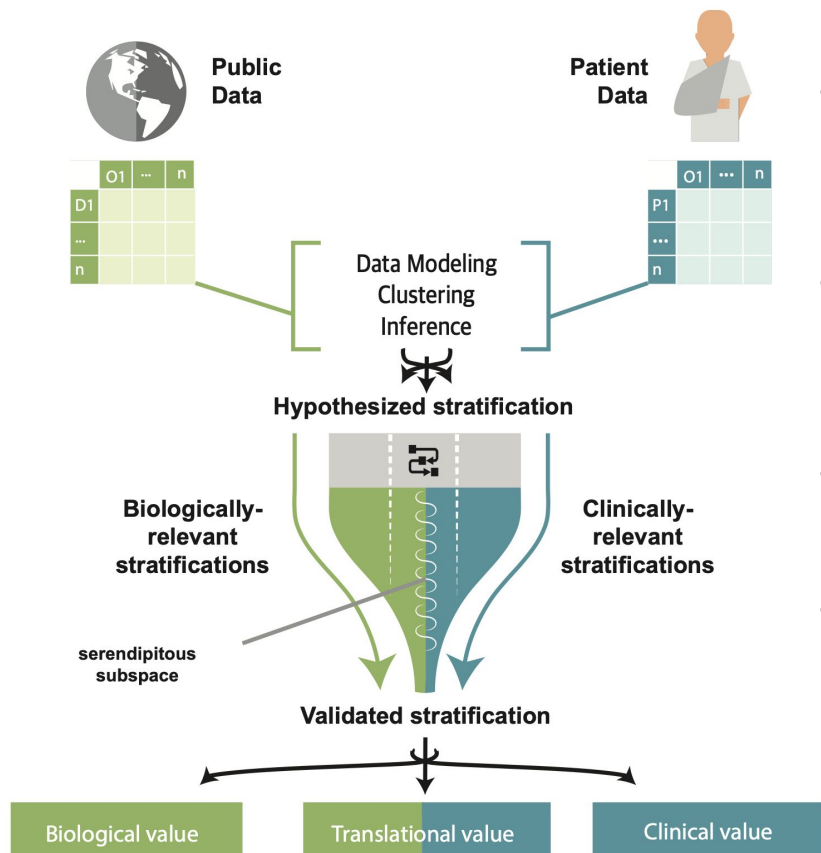 Public
Data
Patient
Data
O1 ... n
D1
...
n
O1 ... n
P1
...
n
Data Modeling
Clustering
Inference
Hypothesized stratification
Biologically-
relevant
stratifications
Clinically-
relevant
stratifications
serendipitous
subspace
Validated stratification
Biological value
Translational value
Clinical value